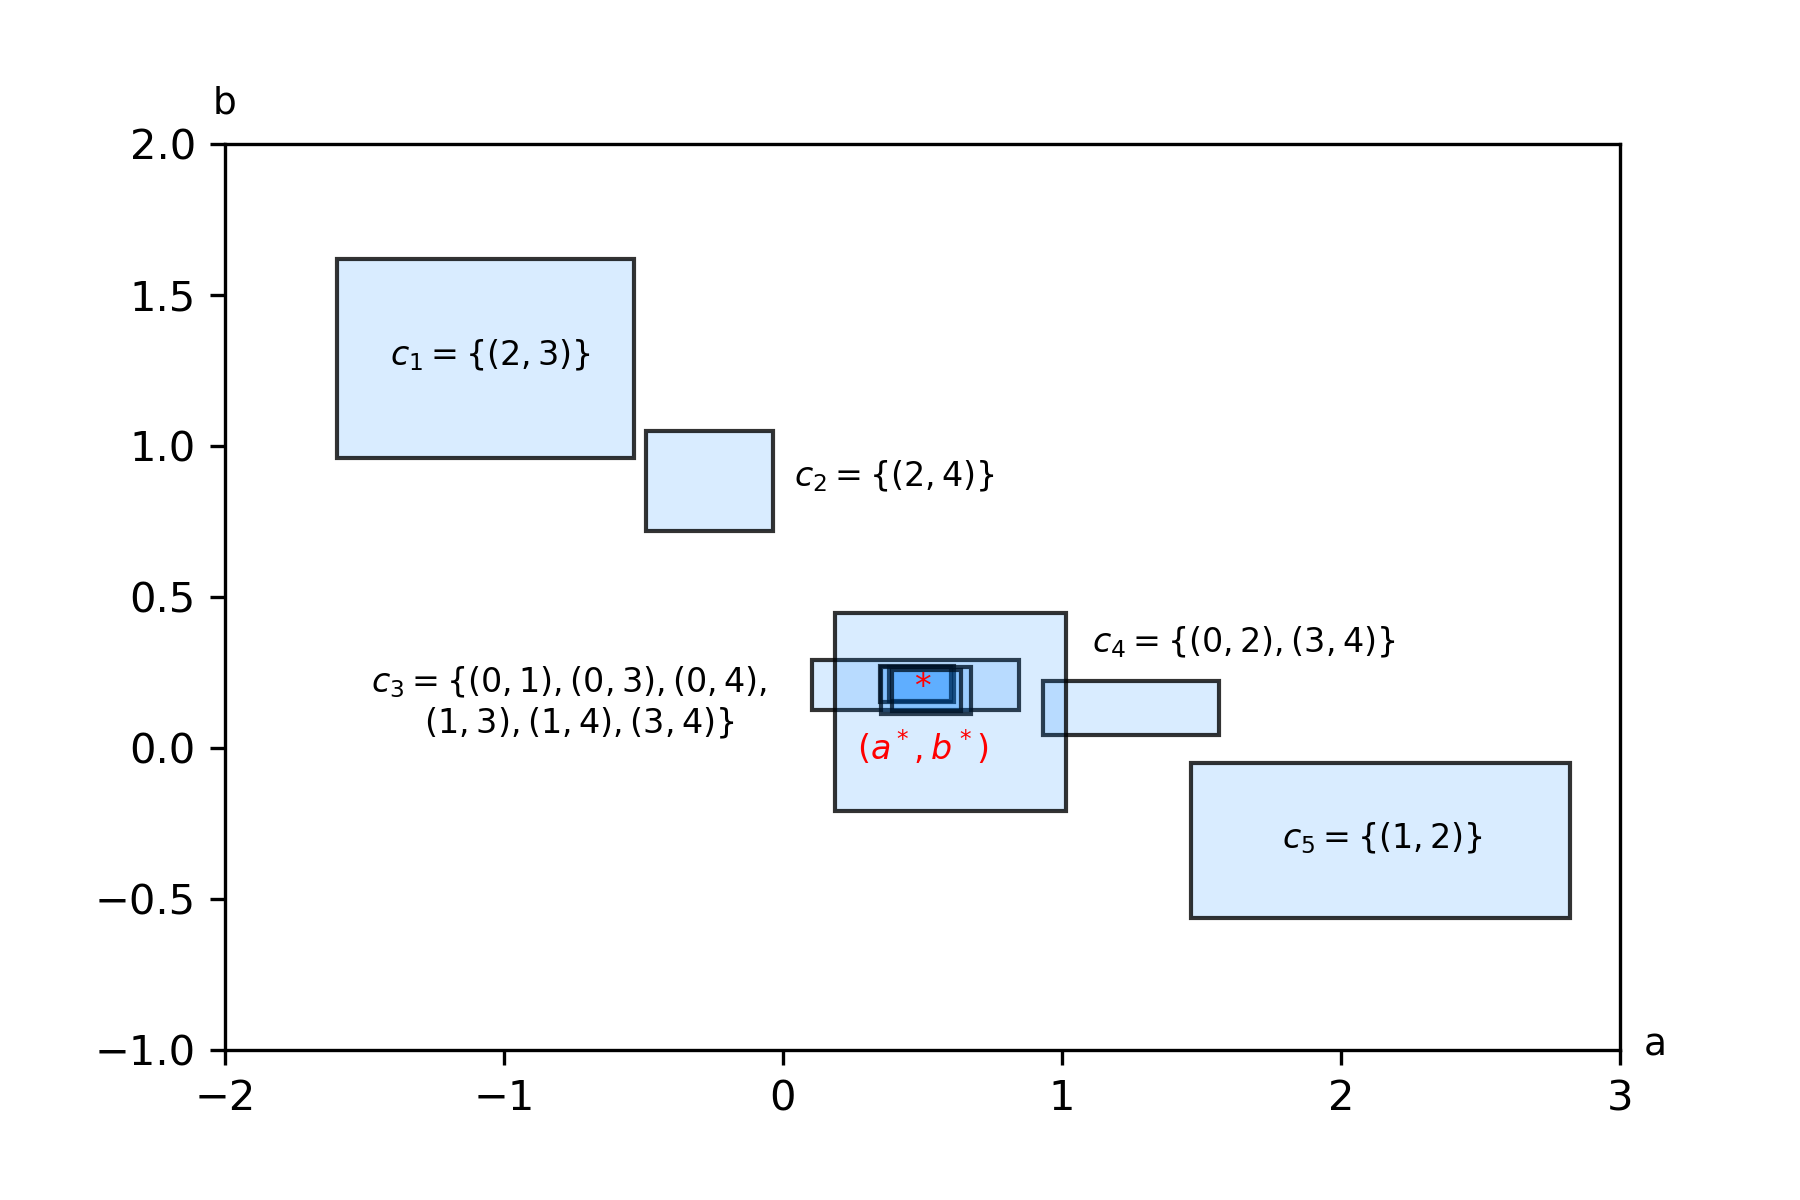 b
2.0
1.5
c₁ = {(2, 3)}
1.0
c₂ = {(2, 4)}
0.5
c₄ = {(0, 2), (3, 4)}
c₃ = {(0, 1), (0, 3), (0, 4),
(1, 3), (1, 4), (3, 4)}
*
(a*, b*)
0.0
c₅ = {(1, 2)}
−0.5
−1.0
a
−2 −1 0 1 2 3